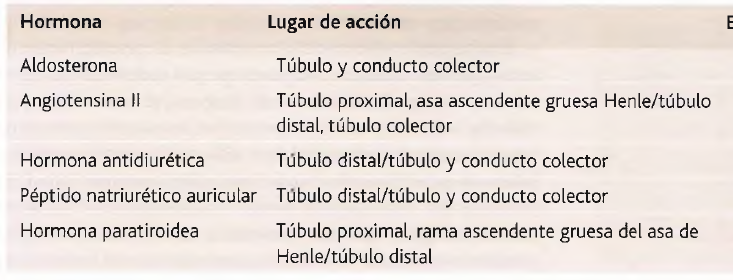 Hormona Lugar de acción E
Aldosterona Túbulo y conducto colector
Angiotensina II Túbulo proximal, asa ascendente gruesa Henle/túbulo
distal, túbulo colector
Hormona antidiurética Túbulo distal/túbulo y conducto colector
Péptido natriurético auricular Túbulo distal/túbulo y conducto colector
Hormona paratiroidea Túbulo proximal, rama ascendente gruesa del asa de
Henle/túbulo distal